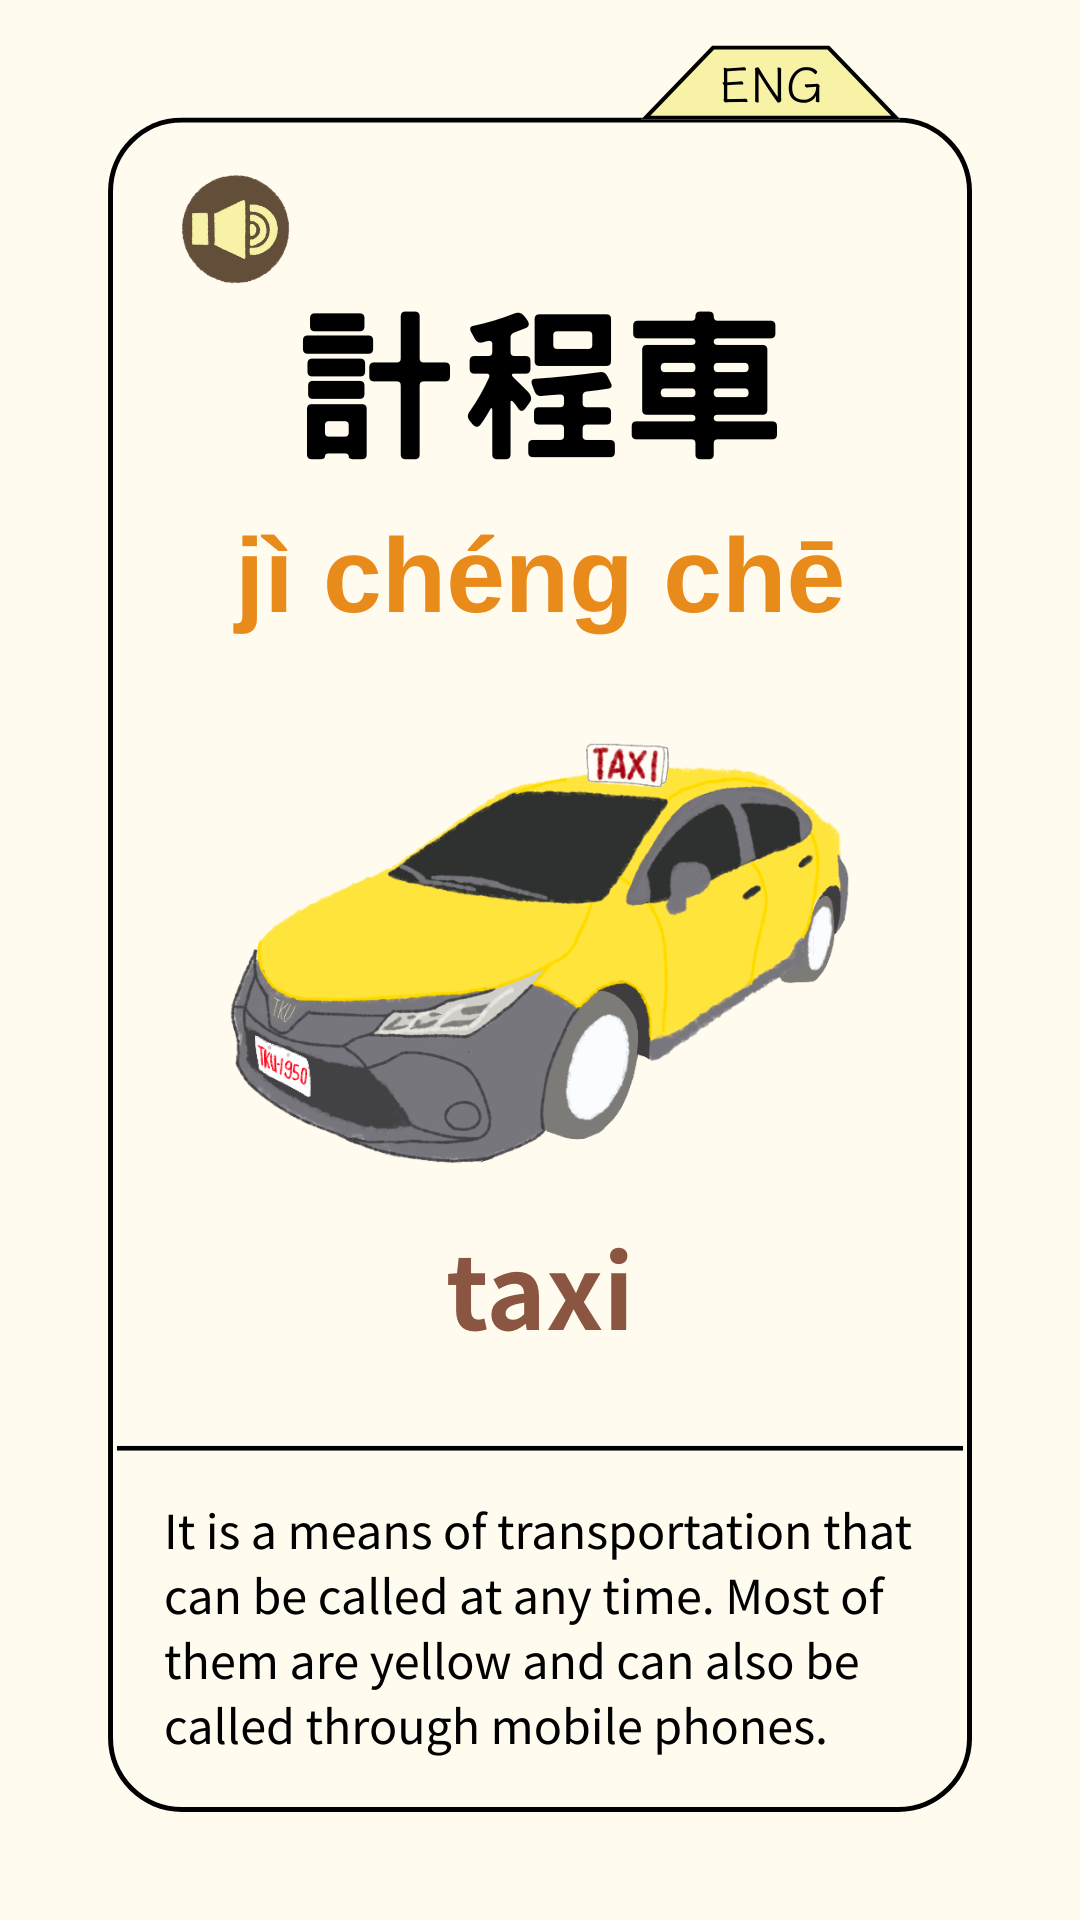 ENG
計程車
jì chéng chē
TAXI
TKU
TKU-1950
taxi
It is a means of transportation that
can be called at any time. Most of
them are yellow and can also be
called through mobile phones.